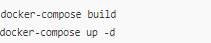 docker-compose build
docker-compose up -d